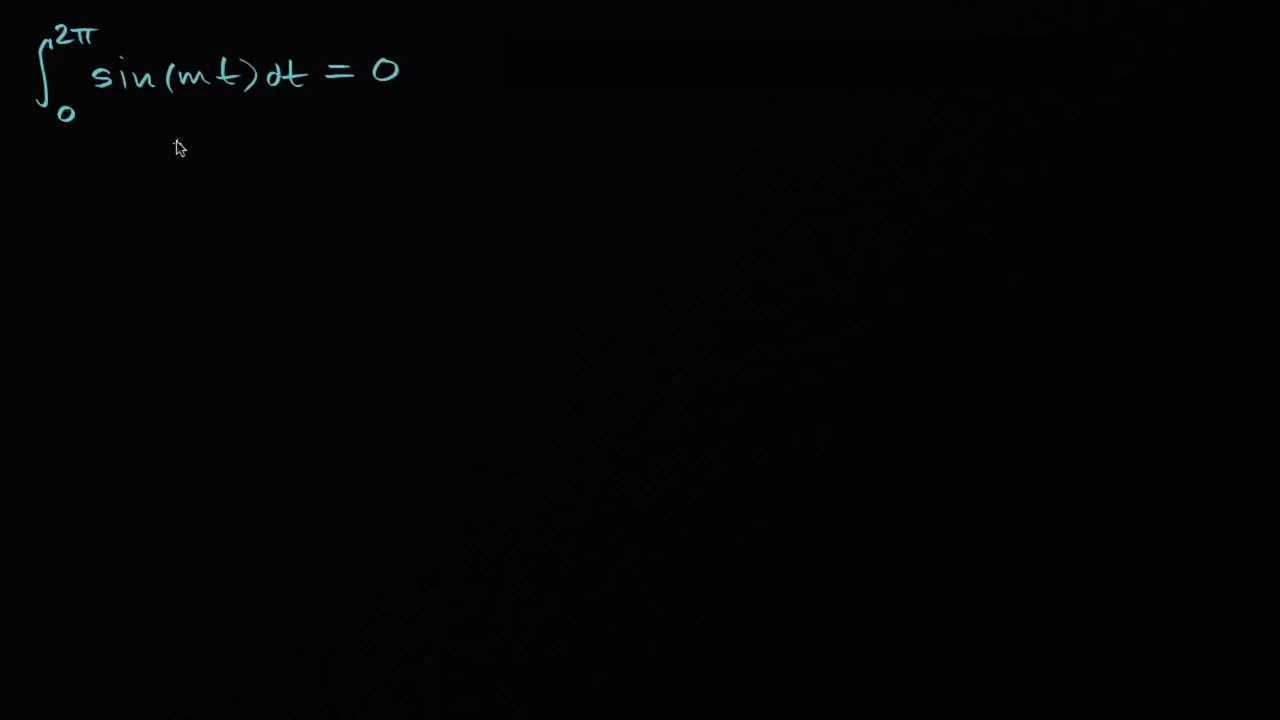 ∫₀^2π sin(mt)dt = 0